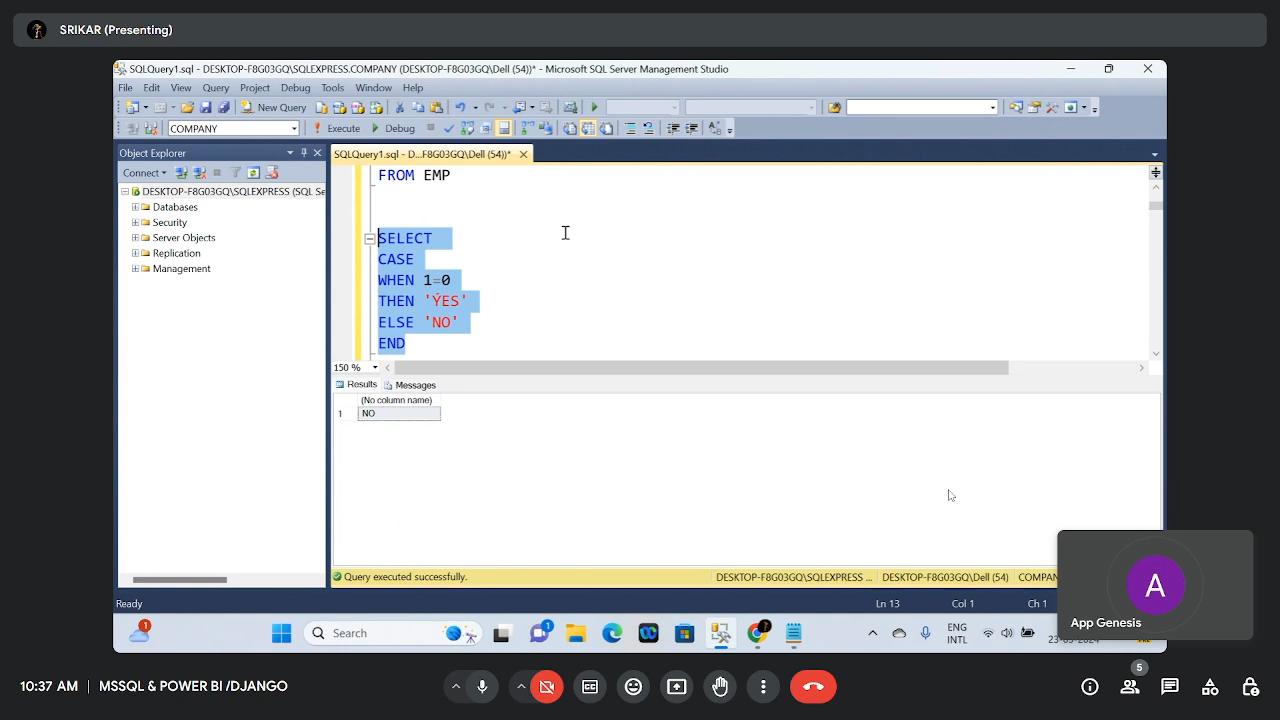 SRIKAR (Presenting)
SQLQuery1.sql - DESKTOP-F8G03GQ\SQLEXPRESS.COMPANY (DESKTOP-F8G03GQ\Dell (54))* - Microsoft SQL Server Management Studio
File Edit View Query Project Debug Tools Window Help
New Query
COMPANY Execute Debug
Object Explorer
SQLQuery1.sql - D...F8G03GQ\Dell (54))*
Connect
DESKTOP-F8G03GQ\SQLEXPRESS (SQL Se
Databases
Security
Server Objects
Replication
Management
FROM EMP
SELECT
CASE
WHEN 1=0
THEN 'ÝES'
ELSE 'NO'
END
150 %
Results Messages
(No column name)
1 NO
Query executed successfully. DESKTOP-F8G03GQ\SQLEXPRESS ... DESKTOP-F8G03GQ\Dell (54) COMPAN
Ready Ln 13 Col 1 Ch 1
A
App Genesis
1 Search 1 ENG
INTL
10:37 AM | MSSQL & POWER BI /DJANGO
5